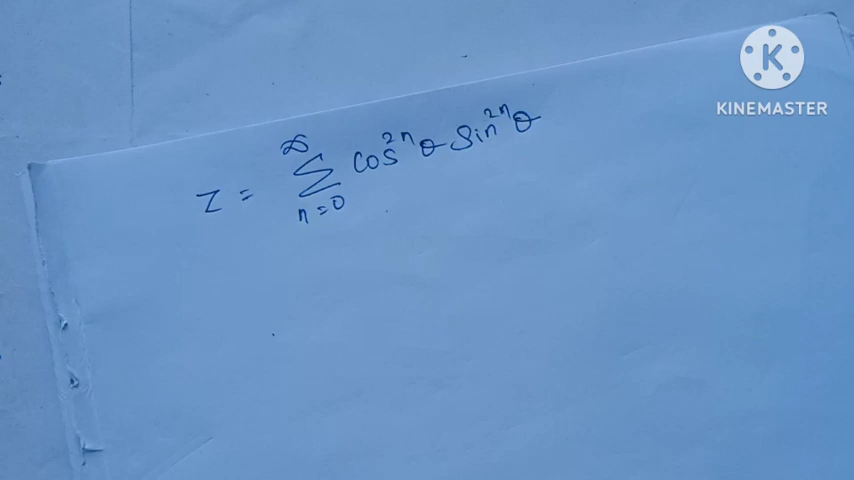 KINEMASTER
z = ∞ Σ n=0 cos^{2n}θ sin^{2n}θ